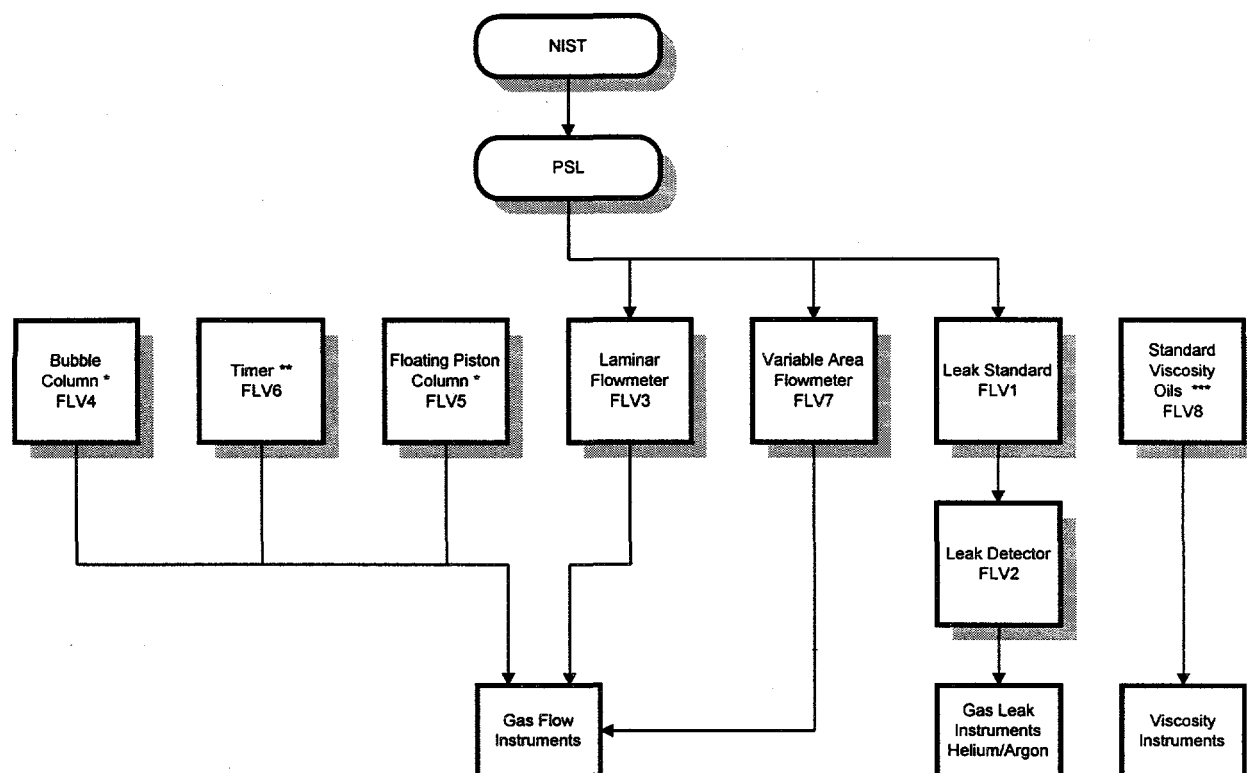 NIST
PSL
Bubble
Column *
FLV4
Timer **
FLV6
Floating Piston
Column *
FLV5
Laminar
Flowmeter
FLV3
Variable Area
Flowmeter
FLV7
Leak Standard
FLV1
Standard
Viscosity
Oils ***
FLV8
Leak Detector
FLV2
Gas Flow
Instruments
Gas Leak
Instruments
Helium/Argon
Viscosity
Instruments